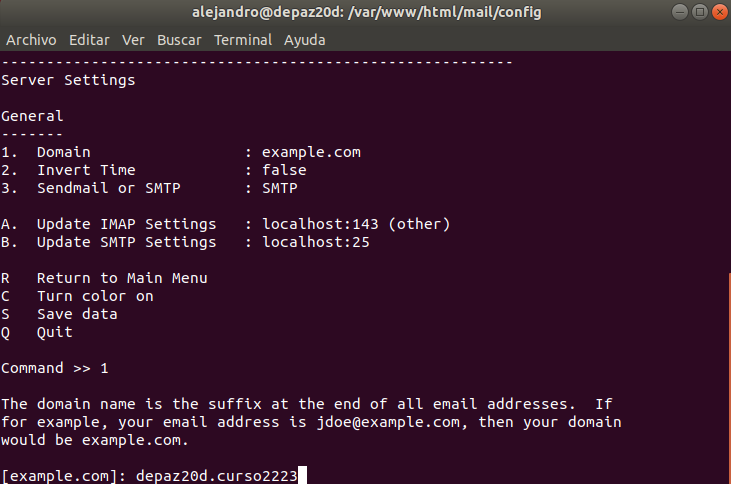 alejandro@depaz20d: /var/www/html/mail/config
Archivo Editar Ver Buscar Terminal Ayuda
---------------------------------------------------------
Server Settings
General
-------
1.  Domain                 : example.com
2.  Invert Time            : false
3.  Sendmail or SMTP       : SMTP
A.  Update IMAP Settings   : localhost:143 (other)
B.  Update SMTP Settings   : localhost:25
R   Return to Main Menu
C   Turn color on
S   Save data
Q   Quit
Command >> 1
The domain name is the suffix at the end of all email addresses.  If
for example, your email address is jdoe@example.com, then your domain
would be example.com.
[example.com]: depaz20d.curso2223